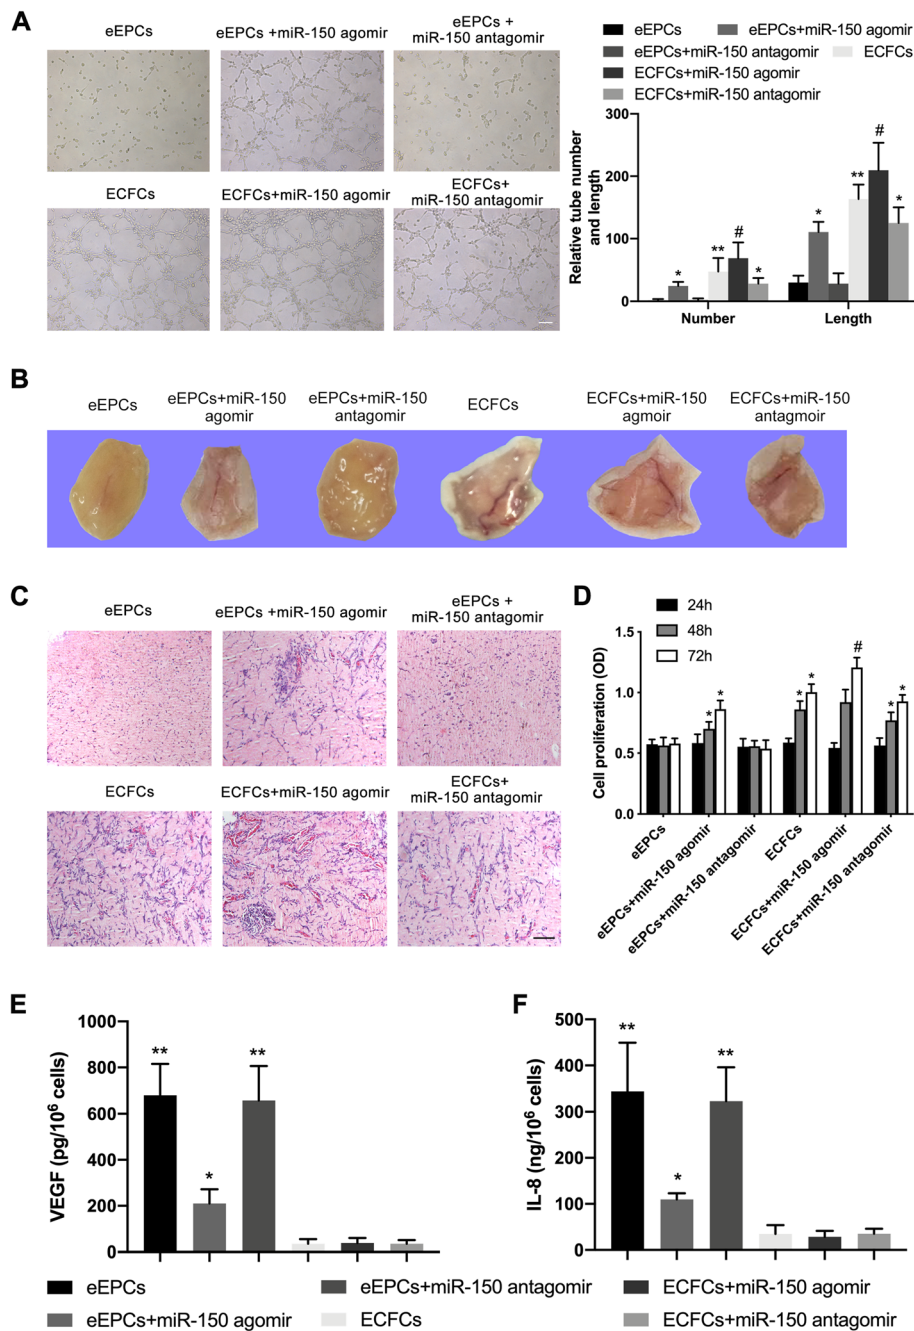 A
eEPCs
eEPCs +miR-150 agomir
eEPCs +
miR-150 antagomir
ECFCs
ECFCs+miR-150 agomir
ECFCs+
miR-150 antagomir
eEPCs
eEPCs+miR-150 agomir
eEPCs+miR-150 antagomir
ECFCs
ECFCs+miR-150 agomir
ECFCs+miR-150 antagomir
Relative tube number
and length
300
200
100
0
*
**
#
*
*
**
#
*
Number
Length
B
eEPCs
eEPCs+miR-150
agomir
eEPCs+miR-150
antagomir
ECFCs
ECFCs+miR-150
agmoir
ECFCs+miR-150
antagmoir
C
eEPCs
eEPCs +miR-150 agomir
eEPCs +
miR-150 antagomir
ECFCs
ECFCs+miR-150 agomir
ECFCs+
miR-150 antagomir
D
24h
48h
72h
Cell proliferation (OD)
1.5
1.0
0.5
0.0
*
*
*
*
#
*
*
eEPCs
eEPCs+miR-150 agomir
eEPCs+miR-150 antagomir
ECFCs
ECFCs+miR-150 agomir
ECFCs+miR-150 antagomir
E
VEGF (pg/10⁶ cells)
1000
800
600
400
200
0
**
*
**
F
IL-8 (ng/10⁶ cells)
500
400
300
200
100
0
**
*
**
eEPCs
eEPCs+miR-150 antagomir
ECFCs+miR-150 agomir
eEPCs+miR-150 agomir
ECFCs
ECFCs+miR-150 antagomir